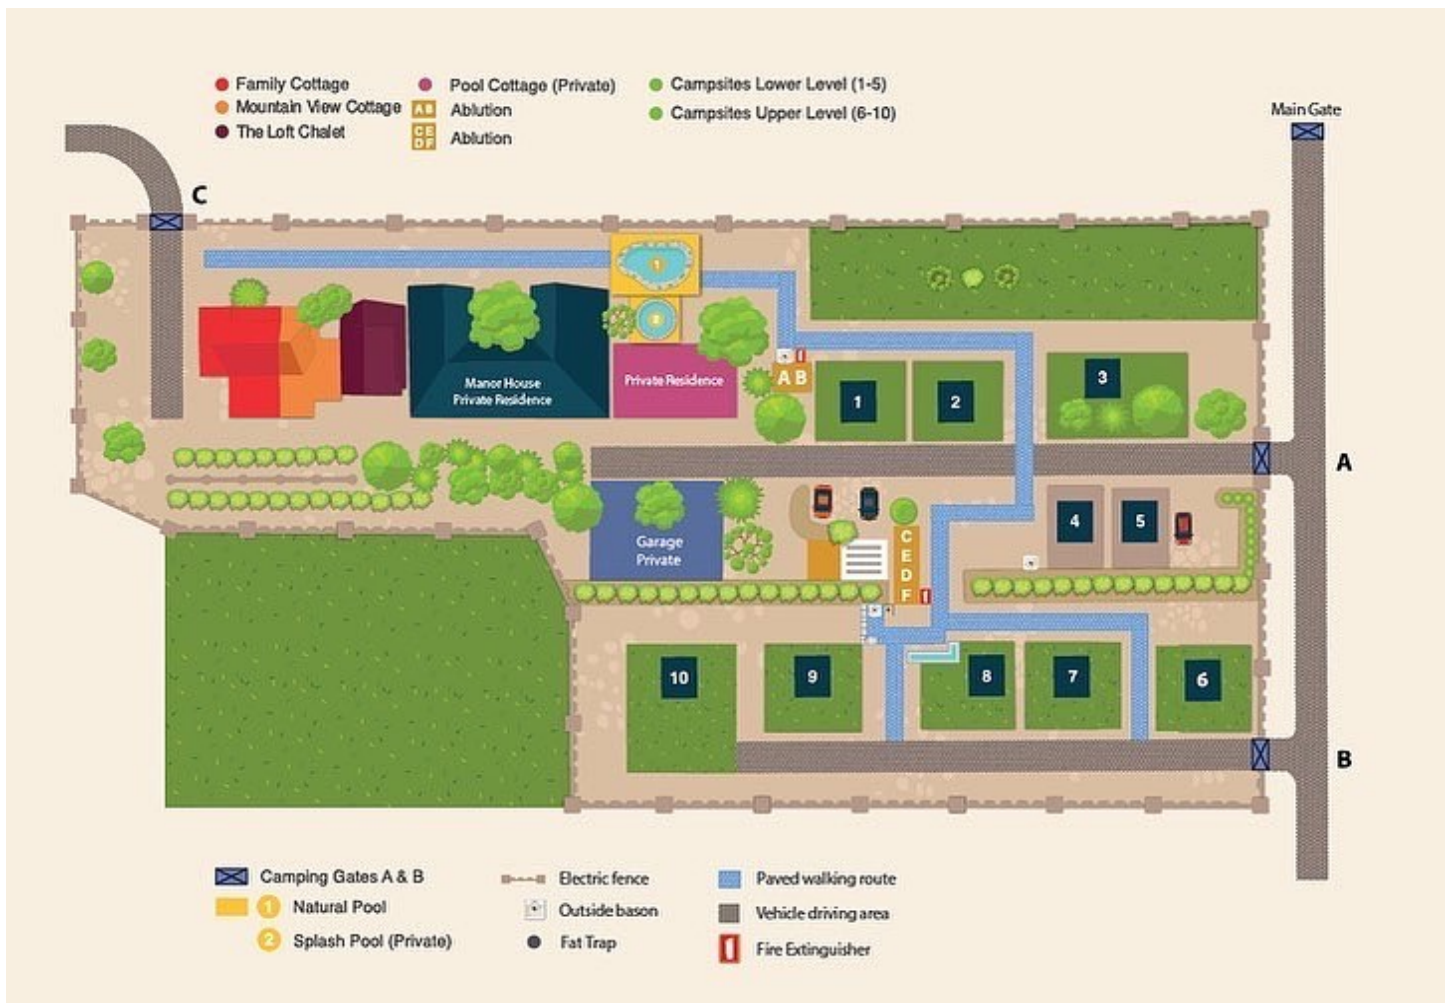 Family Cottage
Mountain View Cottage
The Loft Chalet
Pool Cottage (Private)
A B Ablution
C E
D F
Ablution
Campsites Lower Level (1-5)
Campsites Upper Level (6-10)
Main Gate
C
1
2
Manor House
Private Residence
Private Residence
A B
1
2
3
A
4
5
Garage
Private
C
E
D
F
10
9
8
7
6
B
Camping Gates A & B
1 Natural Pool
2 Splash Pool (Private)
Electric fence
Outside bason
Fat Trap
Paved walking route
Vehicle driving area
Fire Extinguisher